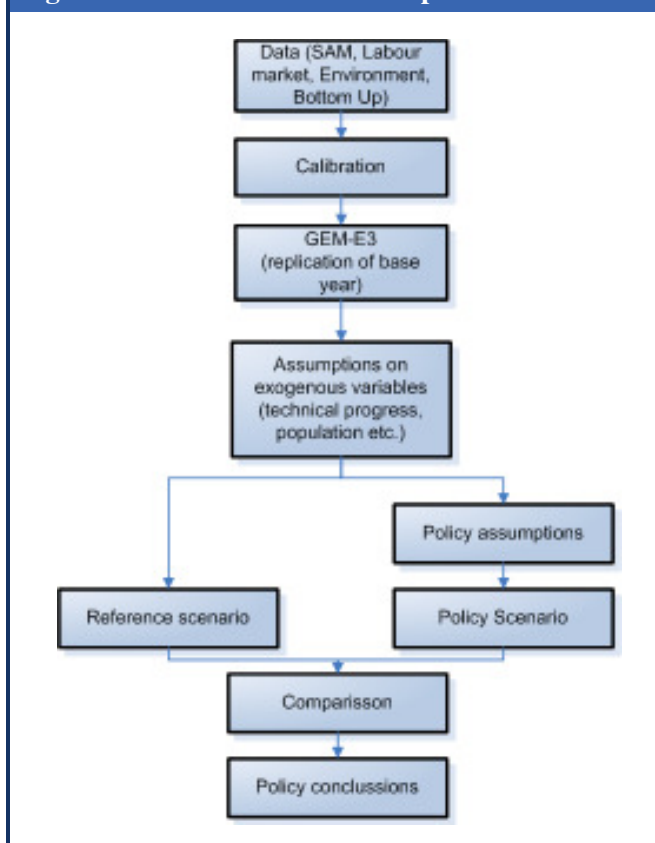 Data (SAM, Labour
market, Environment,
Bottom Up)
Calibration
GEM-E3
(replication of base
year)
Assumptions on
exogenous variables
(technical progress,
population etc.)
Policy assumptions
Reference scenario
Policy Scenario
Comparisson
Policy conclussions